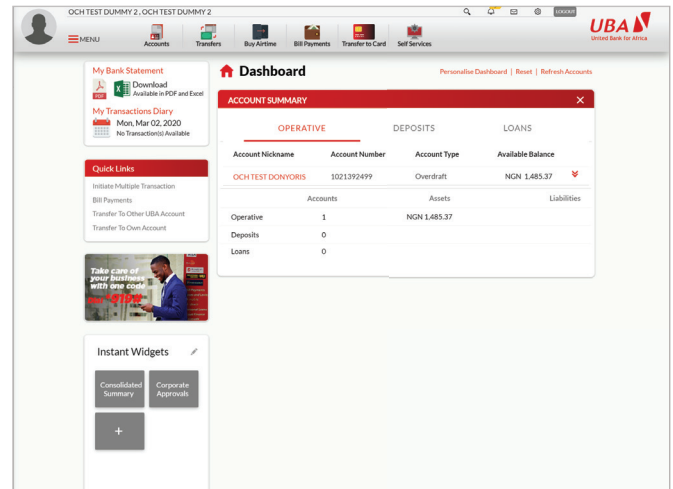 OCH TEST DUMMY 2 , OCH TEST DUMMY 2
LOGOUT
MENU
Accounts
Transfers
Buy Airtime
Bill Payments
Transfer to Card
Self Services
UBA
United Bank for Africa
My Bank Statement
PDF
Download
Available in PDF and Excel
My Transactions Diary
Mon, Mar 02, 2020
No Transaction(s) Available
Quick Links
Initiate Multiple Transaction
Bill Payments
Transfer To Other UBA Account
Transfer To Own Account
Take care of
your business
with one code
*919#
Instant Widgets
Consolidated
Summary
Corporate
Approvals
+
Dashboard
Personalise Dashboard | Reset | Refresh Accounts
ACCOUNT SUMMARY
OPERATIVE DEPOSITS LOANS
Account Nickname Account Number Account Type Available Balance
OCH TEST DONYORIS 1021392499 Overdraft NGN 1,485.37
Accounts Assets Liabilities
Operative 1 NGN 1,485.37
Deposits 0
Loans 0